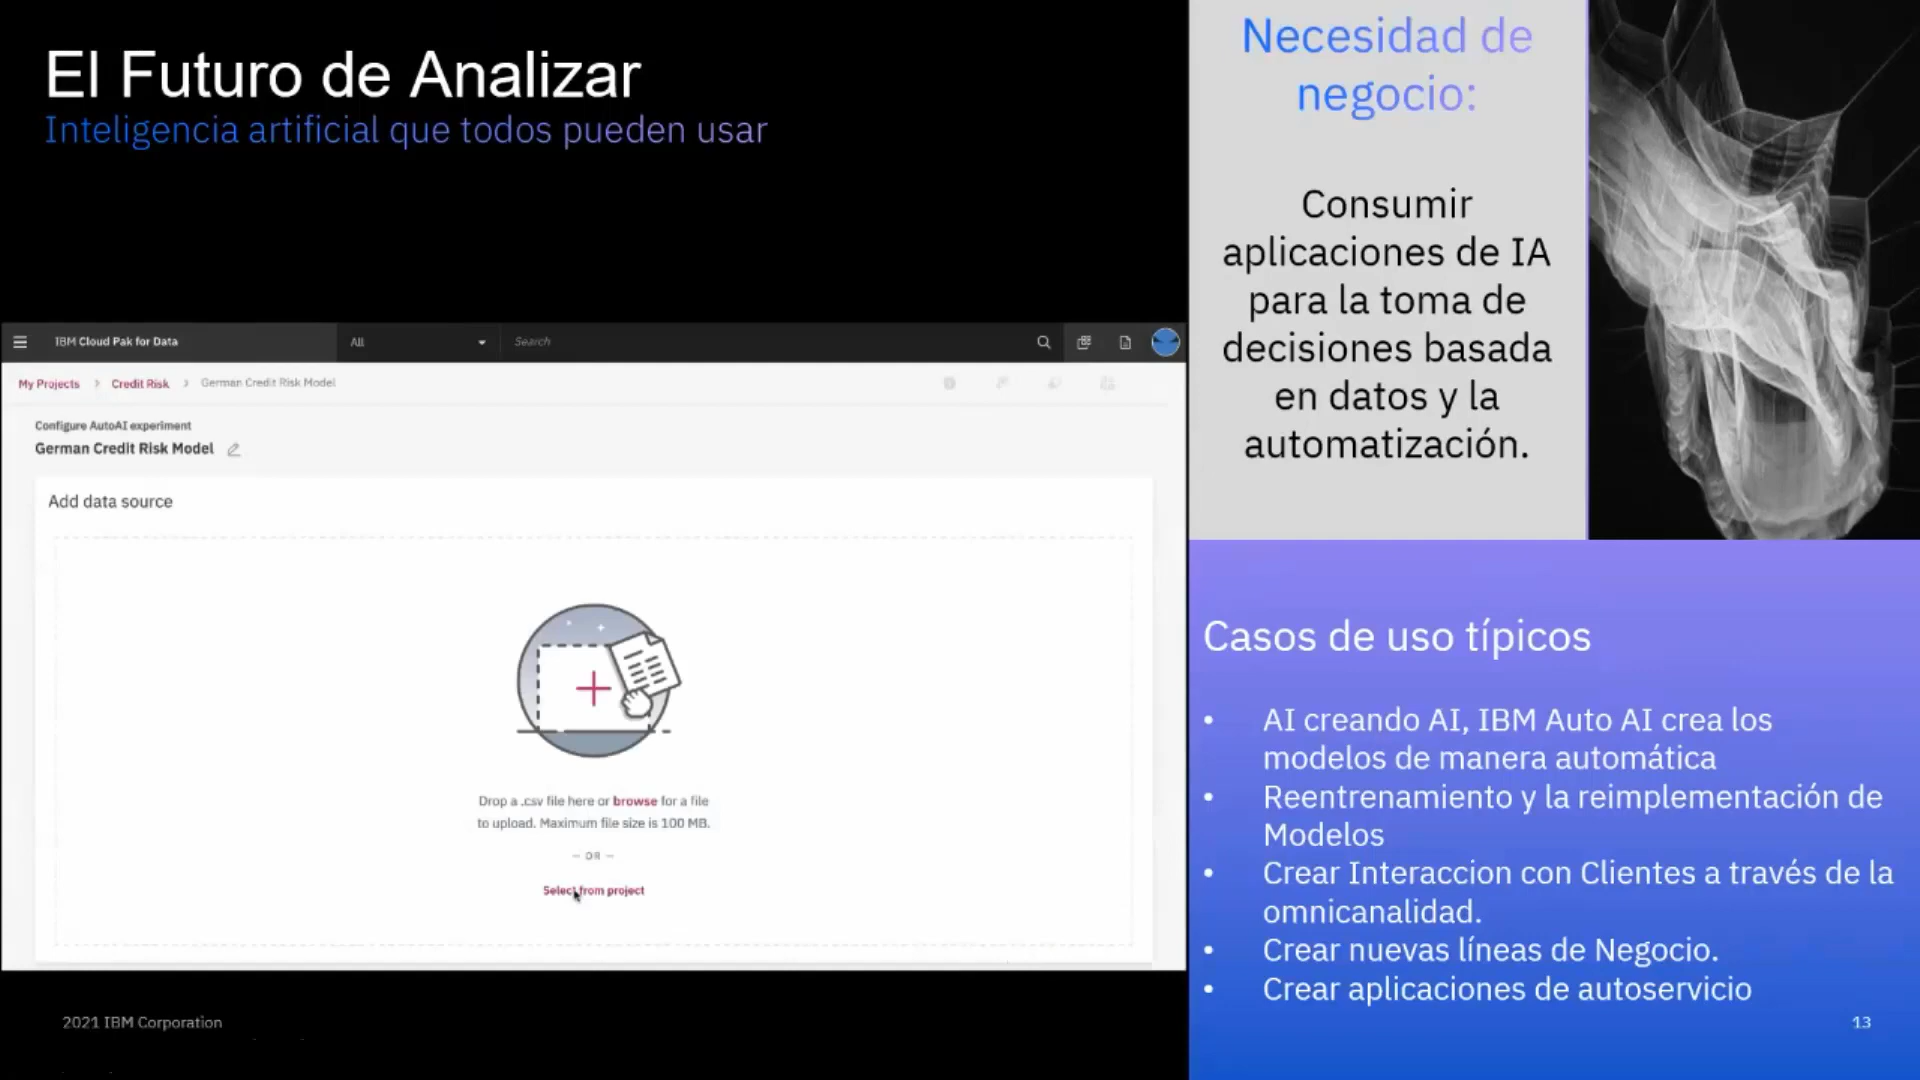 El Futuro de Analizar
Inteligencia artificial que todos pueden usar
IBM Cloud Pak for Data
All
Search
My Projects > Credit Risk > German Credit Risk Model
Configure AutoAI experiment
German Credit Risk Model
Add data source
Drop a .csv file here or browse for a file
to upload. Maximum file size is 100 MB.
— OR —
Select from project
2021 IBM Corporation
Necesidad de
negocio:
Consumir
aplicaciones de IA
para la toma de
decisiones basada
en datos y la
automatización.
Casos de uso típicos
• AI creando AI, IBM Auto AI crea los
modelos de manera automática
• Reentrenamiento y la reimplementación de
Modelos
• Crear Interaccion con Clientes a través de la
omnicanalidad.
• Crear nuevas líneas de Negocio.
• Crear aplicaciones de autoservicio
13